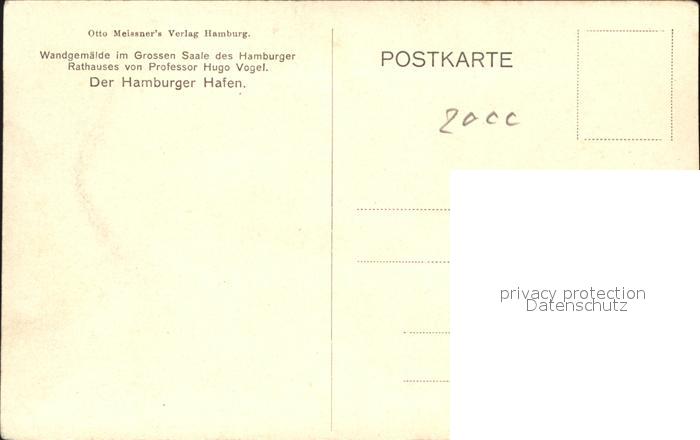 Otto Meissner's Verlag Hamburg.
Wandgemälde im Grossen Saale des Hamburger
Rathauses von Professor Hugo Vogel.
Der Hamburger Hafen.
POSTKARTE
privacy protection
Datenschutz